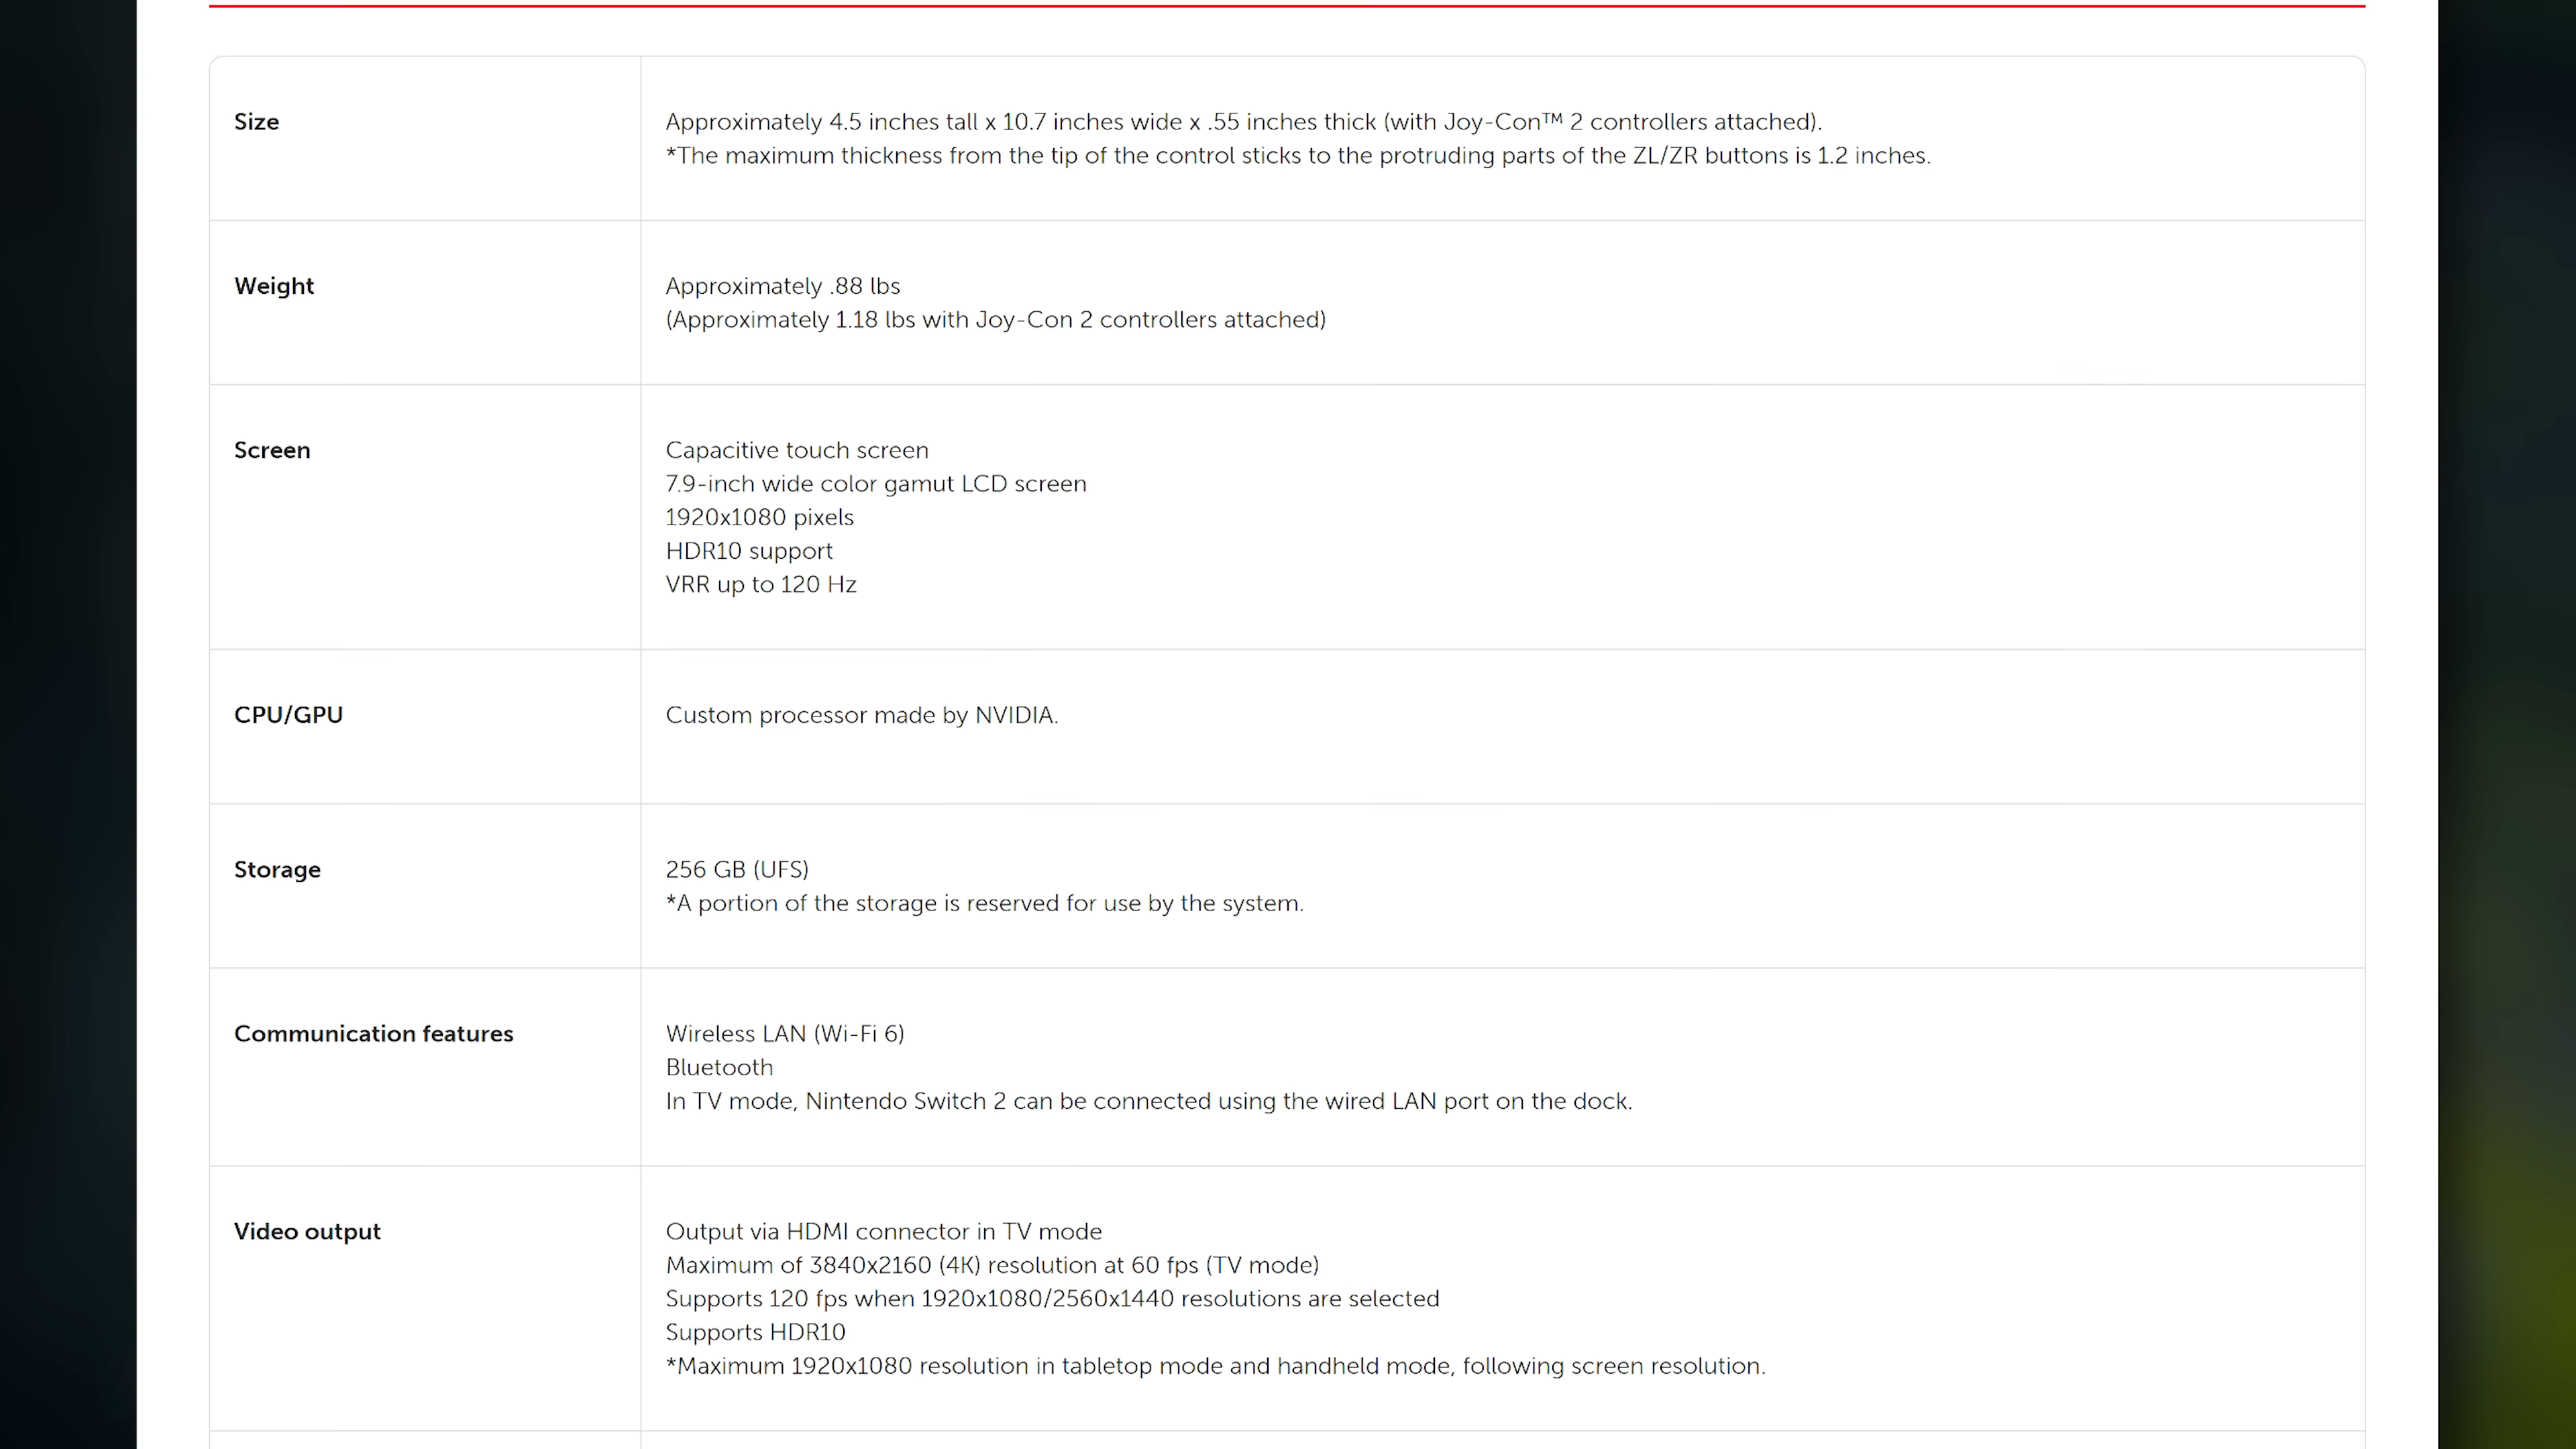 Size
Approximately 4.5 inches tall x 10.7 inches wide x .55 inches thick (with Joy-Con™ 2 controllers attached).
*The maximum thickness from the tip of the control sticks to the protruding parts of the ZL/ZR buttons is 1.2 inches.
Weight
Approximately .88 lbs
(Approximately 1.18 lbs with Joy-Con 2 controllers attached)
Screen
Capacitive touch screen
7.9-inch wide color gamut LCD screen
1920x1080 pixels
HDR10 support
VRR up to 120 Hz
CPU/GPU
Custom processor made by NVIDIA.
Storage
256 GB (UFS)
*A portion of the storage is reserved for use by the system.
Communication features
Wireless LAN (Wi-Fi 6)
Bluetooth
In TV mode, Nintendo Switch 2 can be connected using the wired LAN port on the dock.
Video output
Output via HDMI connector in TV mode
Maximum of 3840x2160 (4K) resolution at 60 fps (TV mode)
Supports 120 fps when 1920x1080/2560x1440 resolutions are selected
Supports HDR10
*Maximum 1920x1080 resolution in tabletop mode and handheld mode, following screen resolution.